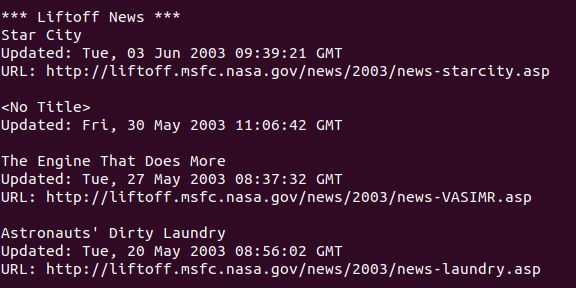 *** Liftoff News ***
Star City
Updated: Tue, 03 Jun 2003 09:39:21 GMT
URL: http://liftoff.msfc.nasa.gov/news/2003/news-starcity.asp
<No Title>
Updated: Fri, 30 May 2003 11:06:42 GMT
The Engine That Does More
Updated: Tue, 27 May 2003 08:37:32 GMT
URL: http://liftoff.msfc.nasa.gov/news/2003/news-VASIMR.asp
Astronauts' Dirty Laundry
Updated: Tue, 20 May 2003 08:56:02 GMT
URL: http://liftoff.msfc.nasa.gov/news/2003/news-laundry.asp